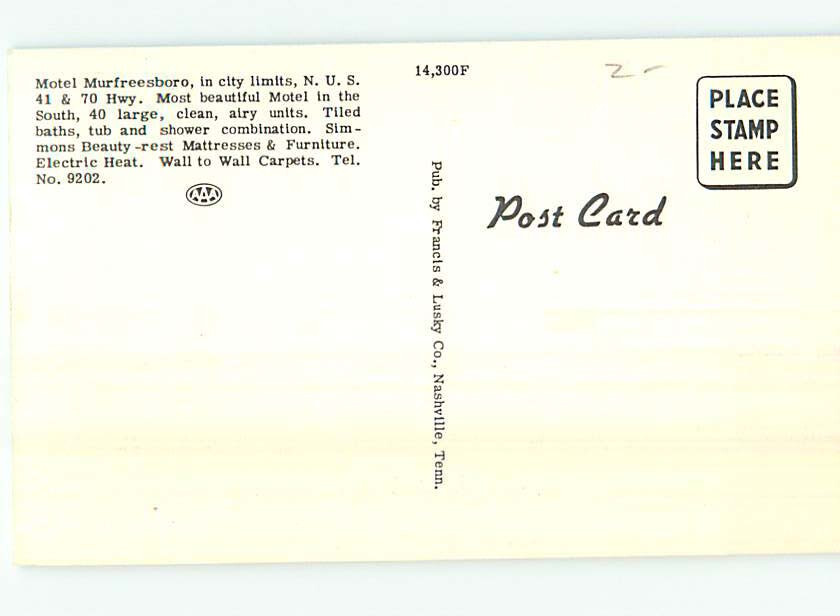 Motel Murfreesboro, in city limits, N. U. S.
41 & 70 Hwy. Most beautiful Motel in the
South, 40 large, clean, airy units. Tiled
baths, tub and shower combination. Sim-
mons Beauty-rest Mattresses & Furniture.
Electric Heat. Wall to Wall Carpets. Tel.
No. 9202.
AAA
14,300F
2-
Pub. by Francis & Lusky Co., Nashville, Tenn.
Post Card
PLACE
STAMP
HERE